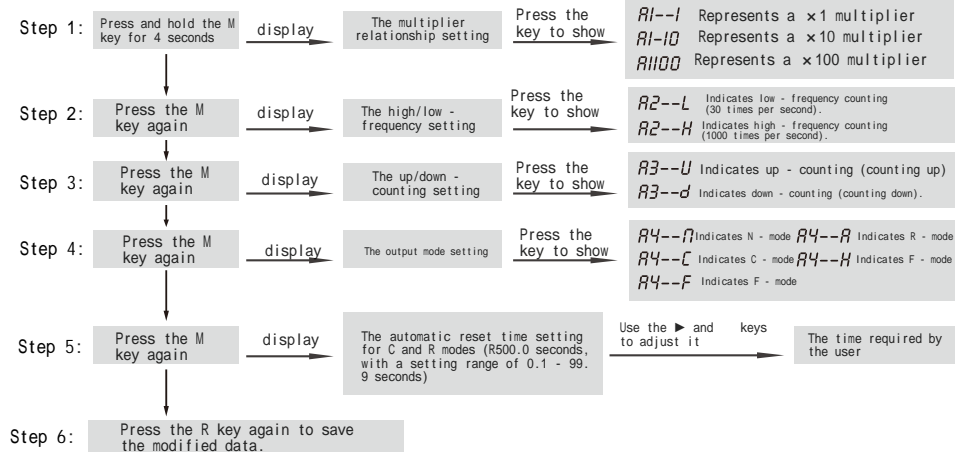 Step 1:
Press and hold the M
key for 4 seconds
display
The multiplier
relationship setting
Press the
key to show
A1--1 Represents a ×1 multiplier
A1-10 Represents a ×10 multiplier
A1100 Represents a ×100 multiplier
Step 2:
Press the M
key again
display
The high/low -
frequency setting
Press the
key to show
A2--L Indicates low - frequency counting
(30 times per second).
A2--H Indicates high - frequency counting
(1000 times per second).
Step 3:
Press the M
key again
display
The up/down -
counting setting
Press the
key to show
A3--U Indicates up - counting (counting up)
A3--d Indicates down - counting (counting down).
Step 4:
Press the M
key again
display
The output mode setting
Press the
key to show
A4--N Indicates N - mode A4--A Indicates R - mode
A4--C Indicates C - mode A4--H Indicates F - mode
A4--F Indicates F - mode
Step 5:
Press the M
key again
display
The automatic reset time setting
for C and R modes (R500.0 seconds,
with a setting range of 0.1 - 99.
9 seconds)
Use the ► and keys
to adjust it
The time required by
the user
Step 6:
Press the R key again to save
the modified data.